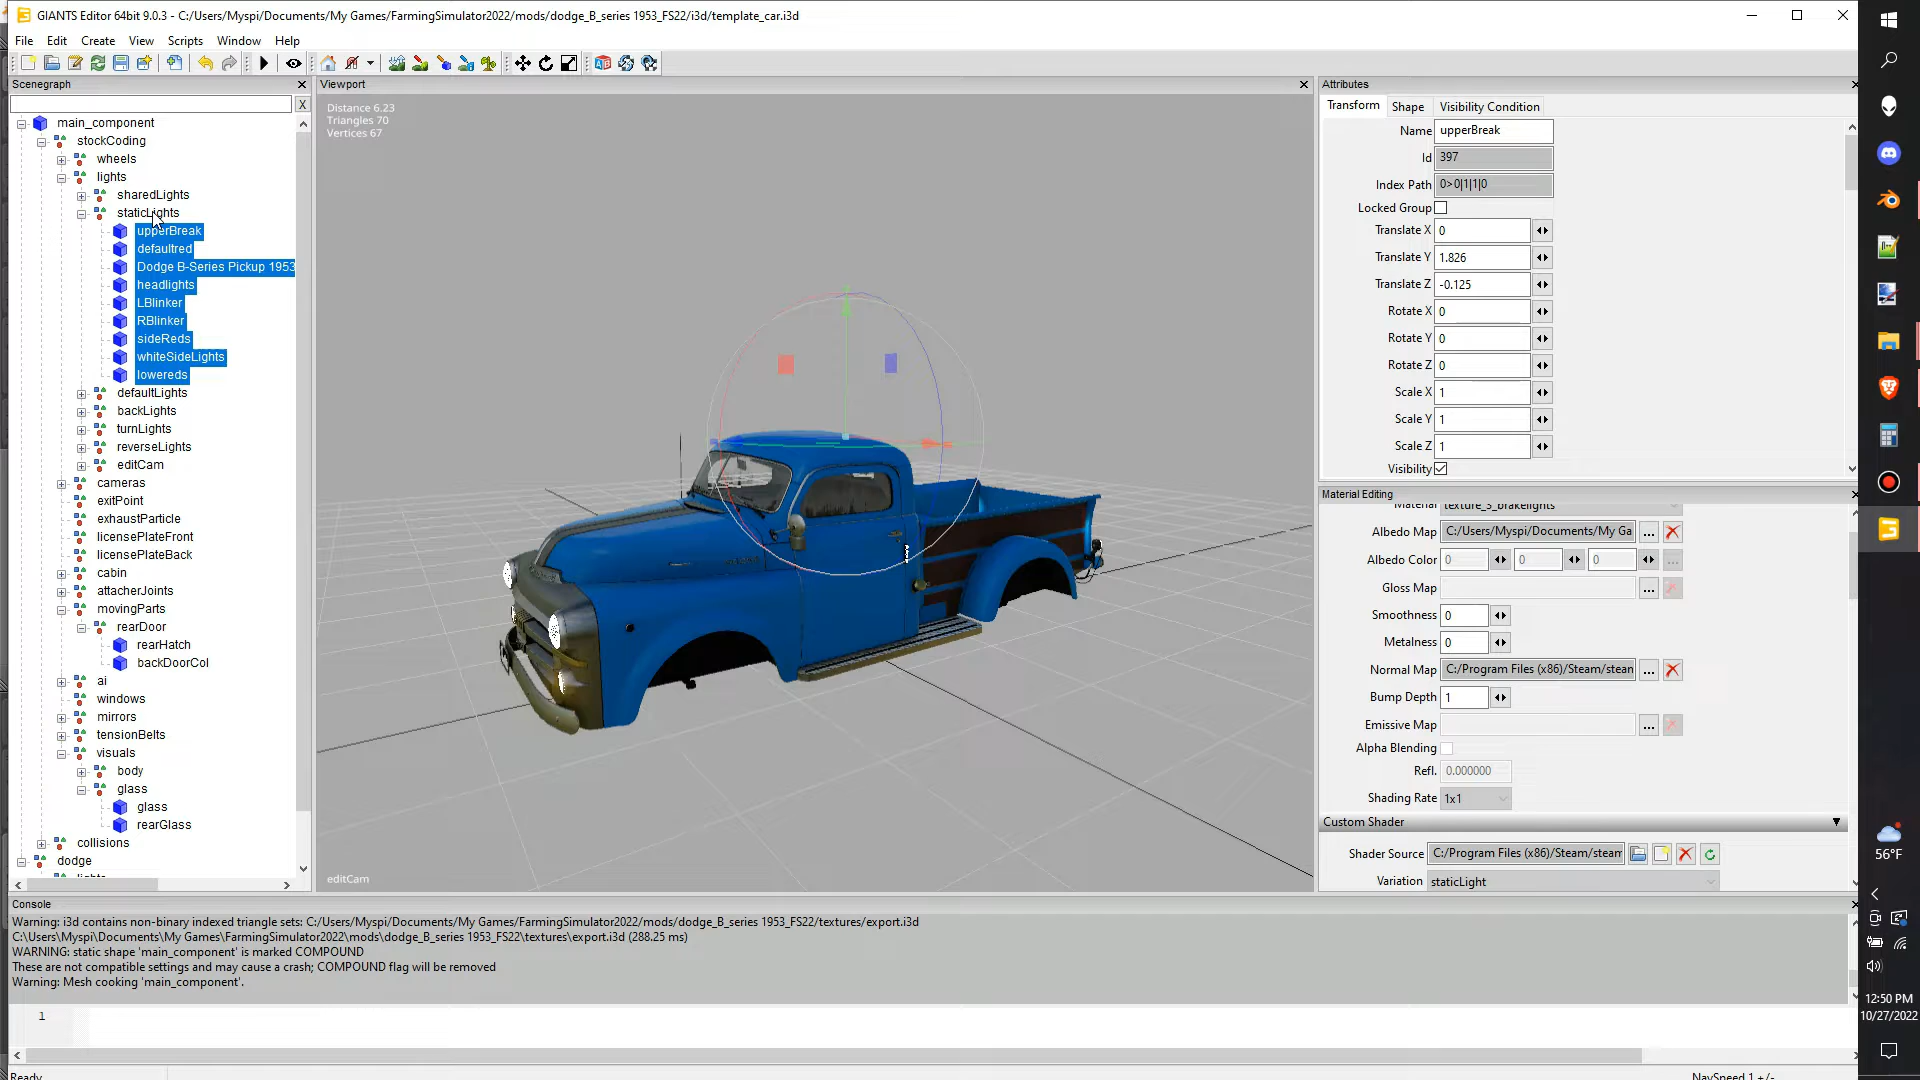 GIANTS Editor 64bit 9.0.3 - C:/Users/Myspi/Documents/My Games/FarmingSimulator2022/mods/dodge_B_series 1953_FS22/i3d/template_car.i3d
File Edit Create View Scripts Window Help
Scenegraph
X
main_component
stockCoding
wheels
lights
sharedLights
staticLights
upperBreak
defaultred
Dodge B-Series Pickup 1953
headlights
LBlinker
RBlinker
sideReds
whiteSideLights
lowereds
defaultLights
backLights
turnLights
reverseLights
editCam
cameras
exitPoint
exhaustParticle
licensePlateFront
licensePlateBack
cabin
attacherJoints
movingParts
rearDoor
rearHatch
backDoorCol
ai
windows
mirrors
tensionBelts
visuals
body
glass
glass
rearGlass
collisions
dodge
Viewport
Distance 6.23
Triangles 70
Vertices 67
editCam
Attributes
Transform Shape Visibility Condition
Name upperBreak
Id 397
Index Path 0>0|1|1|0
Locked Group
Translate X 0
Translate Y 1.826
Translate Z -0.125
Rotate X 0
Rotate Y 0
Rotate Z 0
Scale X 1
Scale Y 1
Scale Z 1
Visibility
Material Editing
Material texture_S_brakelights
Albedo Map C:/Users/Myspi/Documents/My Ga ...
Albedo Color 0 0 0 ...
Gloss Map ...
Smoothness 0
Metalness 0
Normal Map C:/Program Files (x86)/Steam/stean ...
Bump Depth 1
Emissive Map ...
Alpha Blending
Refl. 0.000000
Shading Rate 1x1
Custom Shader
Shader Source C:/Program Files (x86)/Steam/steam
Variation staticLight
Console
Warning: i3d contains non-binary indexed triangle sets: C:/Users/Myspi/Documents/My Games/FarmingSimulator2022/mods/dodge_B_series 1953_FS22/textures/export.i3d
C:\Users\Myspi\Documents\My Games\FarmingSimulator2022\mods\dodge_B_series 1953_FS22\textures\export.i3d (288.25 ms)
WARNING: static shape 'main_component' is marked COMPOUND
These are not compatible settings and may cause a crash; COMPOUND flag will be removed
Warning: Mesh cooking 'main_component'.
1
Ready
NavSpeed 1 +/-
56°F
12:50 PM
10/27/2022